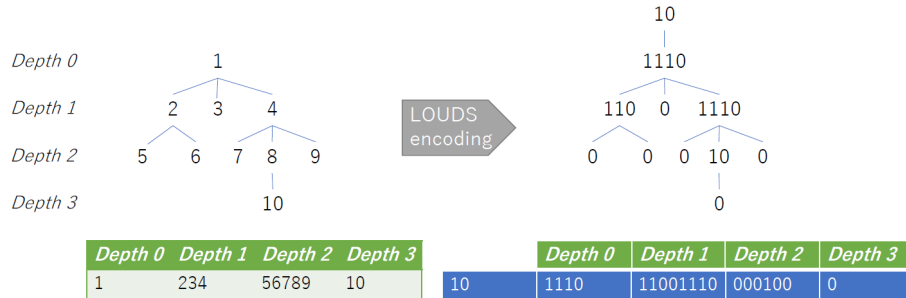 10
Depth 0 1 1110
Depth 1 2 3 4 110 0 1110
LOUDS
encoding
Depth 2 5 6 7 8 9 0 0 0 10 0
Depth 3 10 0
Depth 0 Depth 1 Depth 2 Depth 3 Depth 0 Depth 1 Depth 2 Depth 3
1 234 56789 10 10 1110 11001110 000100 0